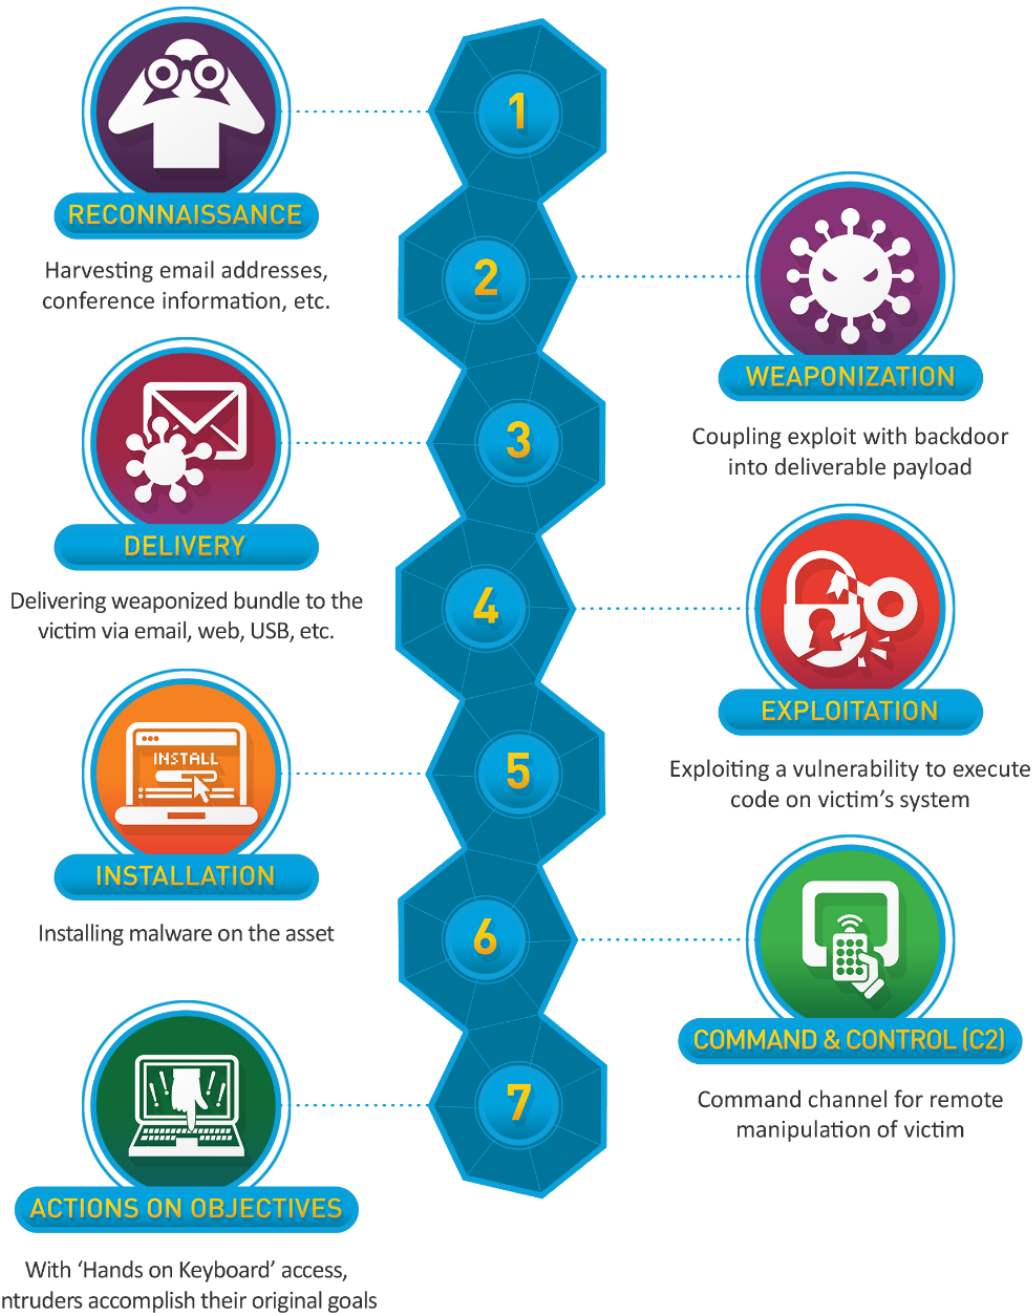 1
RECONNAISSANCE
Harvesting email addresses,
conference information, etc.
2
WEAPONIZATION
Coupling exploit with backdoor
into deliverable payload
3
DELIVERY
Delivering weaponized bundle to the
victim via email, web, USB, etc.
4
EXPLOITATION
Exploiting a vulnerability to execute
code on victim’s system
5
INSTALL
INSTALLATION
Installing malware on the asset
6
COMMAND & CONTROL (C2)
Command channel for remote
manipulation of victim
7
ACTIONS ON OBJECTIVES
With ‘Hands on Keyboard’ access,
ntruders accomplish their original goals